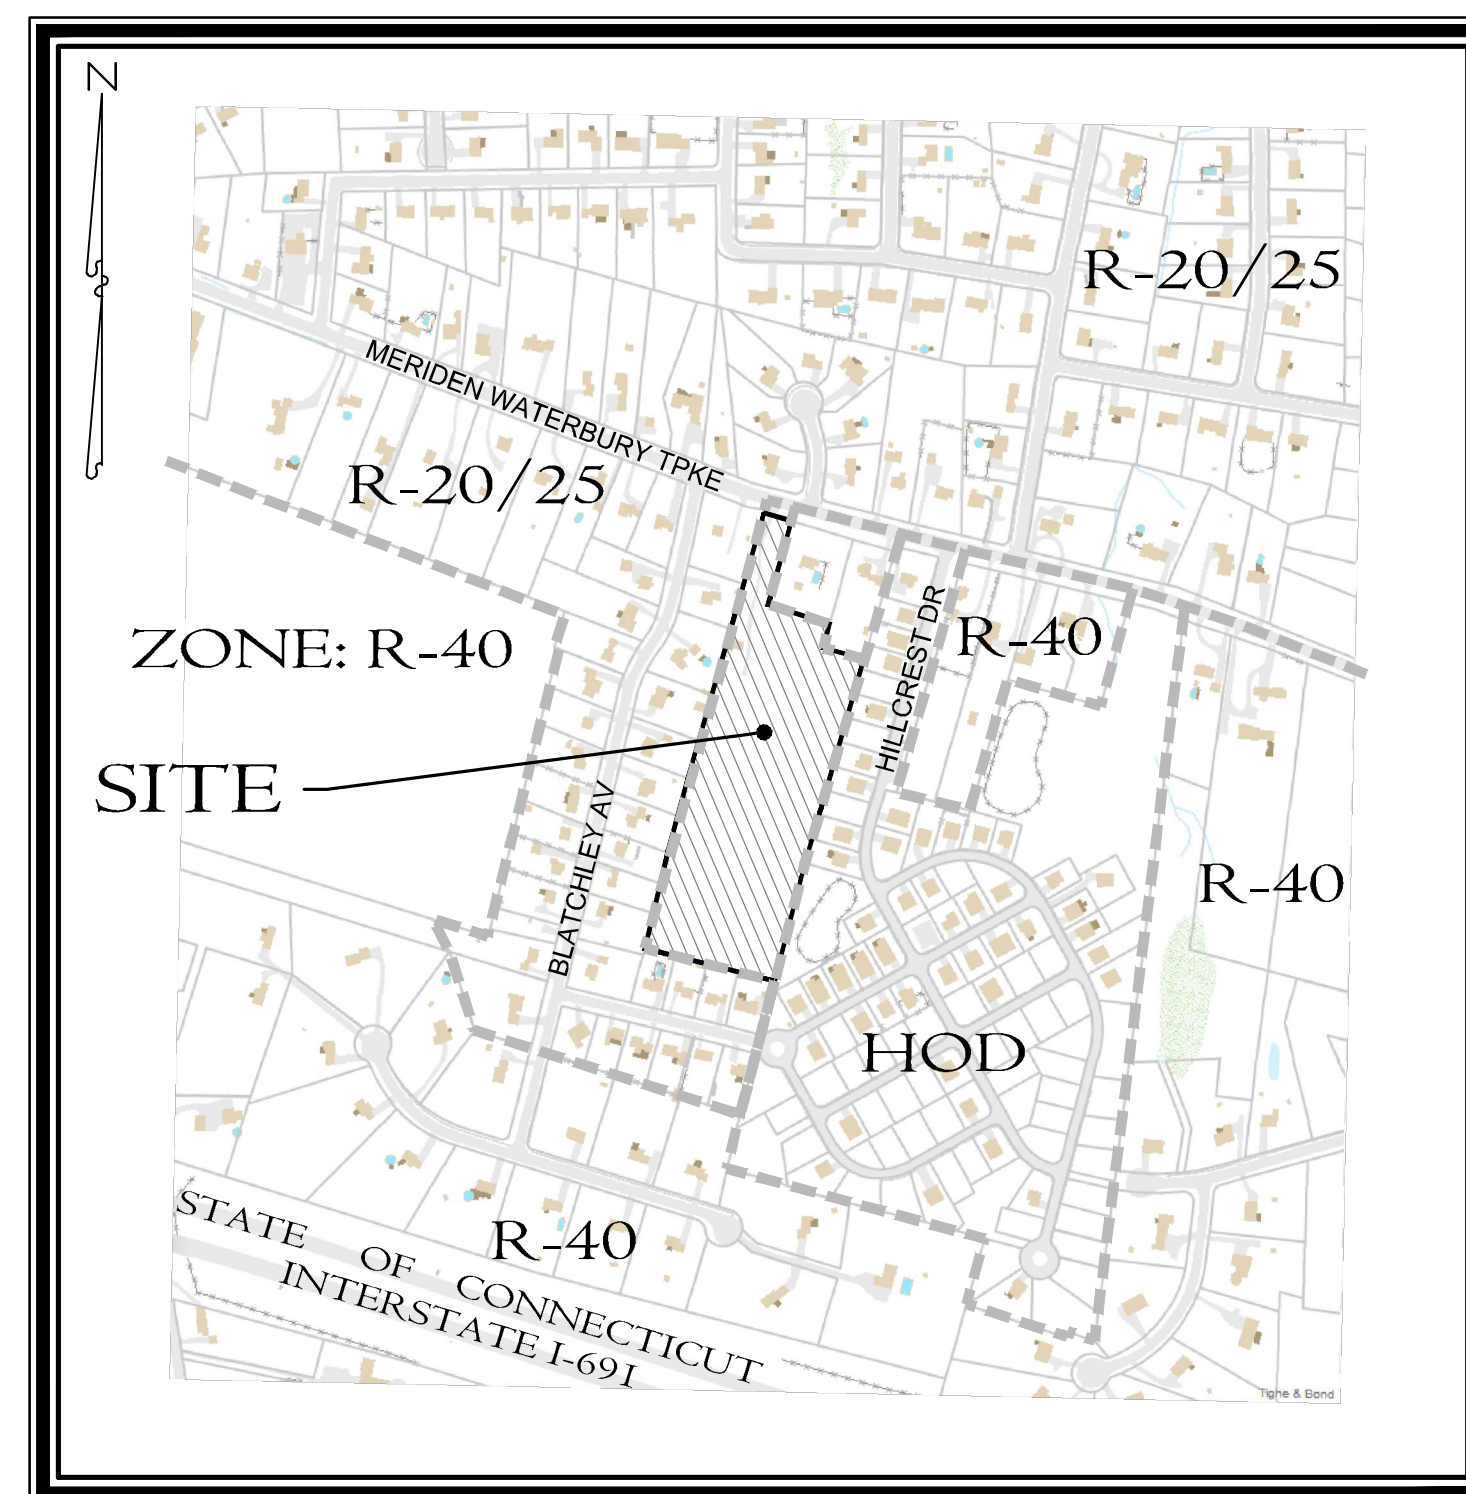 N
R-20/25
MERIDEN WATERBURY TPKE
R-20/25
HILLCREST DR
R-40
ZONE: R-40
SITE
BLATCHLEY AV
R-40
HOD
R-40
STATE OF CONNECTICUT
INTERSTATE I-691
Tighe & Bond